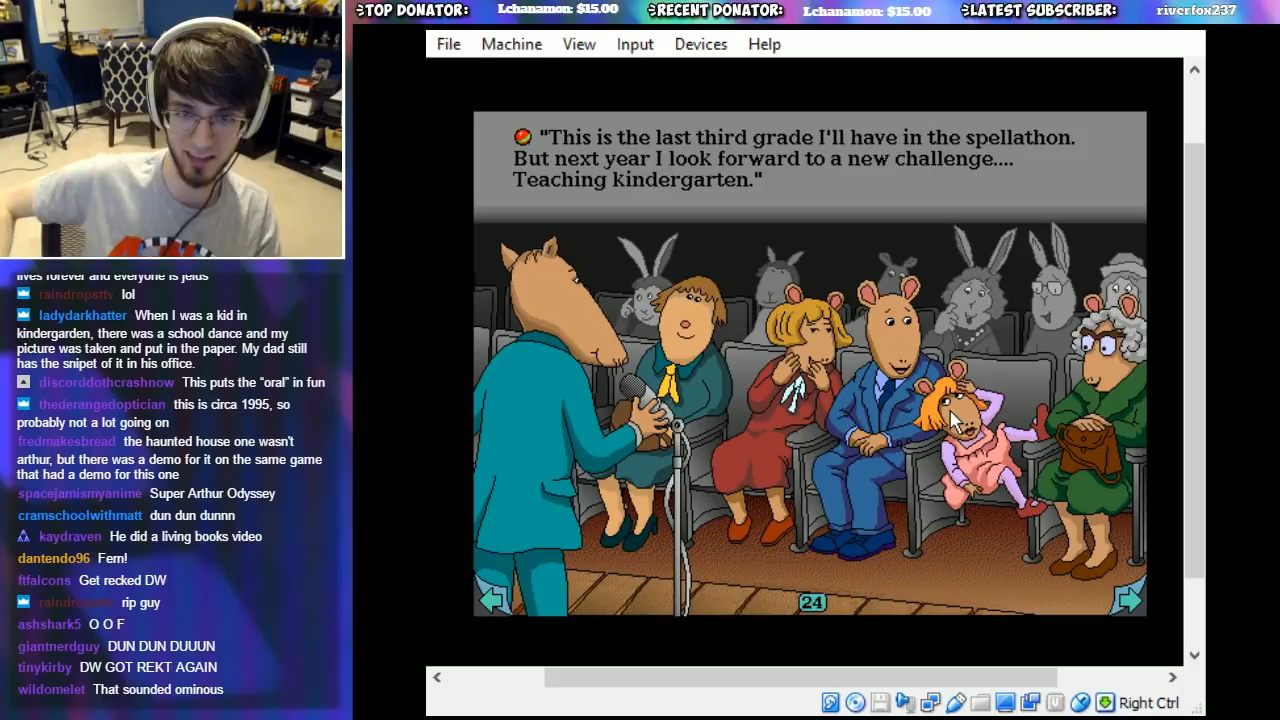 TOP DONATOR: Lchanamon: $15.00 RECENT DONATOR: Lchanamon: $15.00 LATEST SUBSCRIBER: riverfox237
File Machine View Input Devices Help
"This is the last third grade I'll have in the spellathon.
But next year I look forward to a new challenge....
Teaching kindergarten."
24
Right Ctrl
lives forever and everyone is jelus
raindropsttv lol
ladydarkhatter When I was a kid in
kindergarden, there was a school dance and my
picture was taken and put in the paper. My dad still
has the snipet of it in his office.
discorddothcrashnow This puts the “oral” in fun
thederangedoptician this is circa 1995, so
probably not a lot going on
fredmakesbread the haunted house one wasn't
arthur, but there was a demo for it on the same game
that had a demo for this one
spacejamismyanime Super Arthur Odyssey
cramschoolwithmatt dun dun dunnn
kaydraven He did a living books video
dantendo96 Fern!
ftfalcons Get recked DW
raindropsttv rip guy
ashshark5 O O F
giantnerdguy DUN DUN DUUUN
tinykirby DW GOT REKT AGAIN
wildomelet That sounded ominous